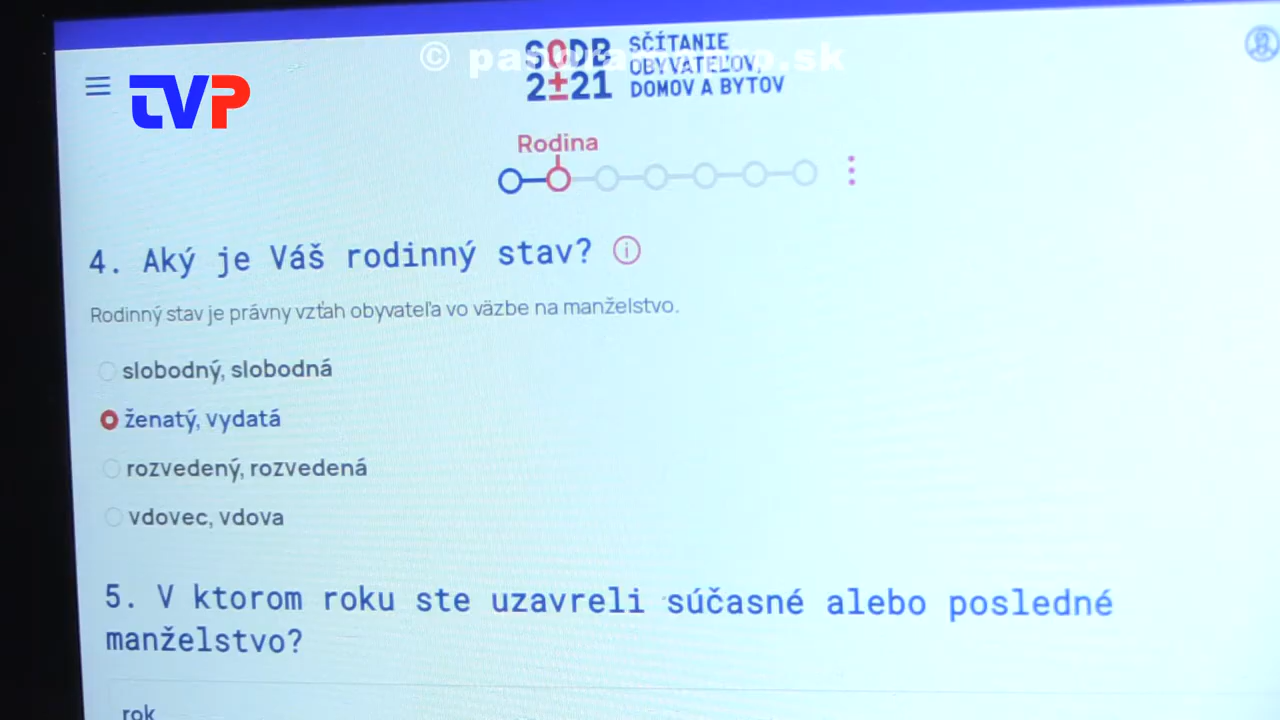 SODB SČÍTANIE
OBYVATEĽOV,
2±21 DOMOV A BYTOV
TVP
Rodina
4. Aký je Váš rodinný stav?
Rodinný stav je právny vzťah obyvateľa vo väzbe na manželstvo.
slobodný, slobodná
ženatý, vydatá
rozvedený, rozvedená
vdovec, vdova
5. V ktorom roku ste uzavreli súčasné alebo posledné
manželstvo?
rok